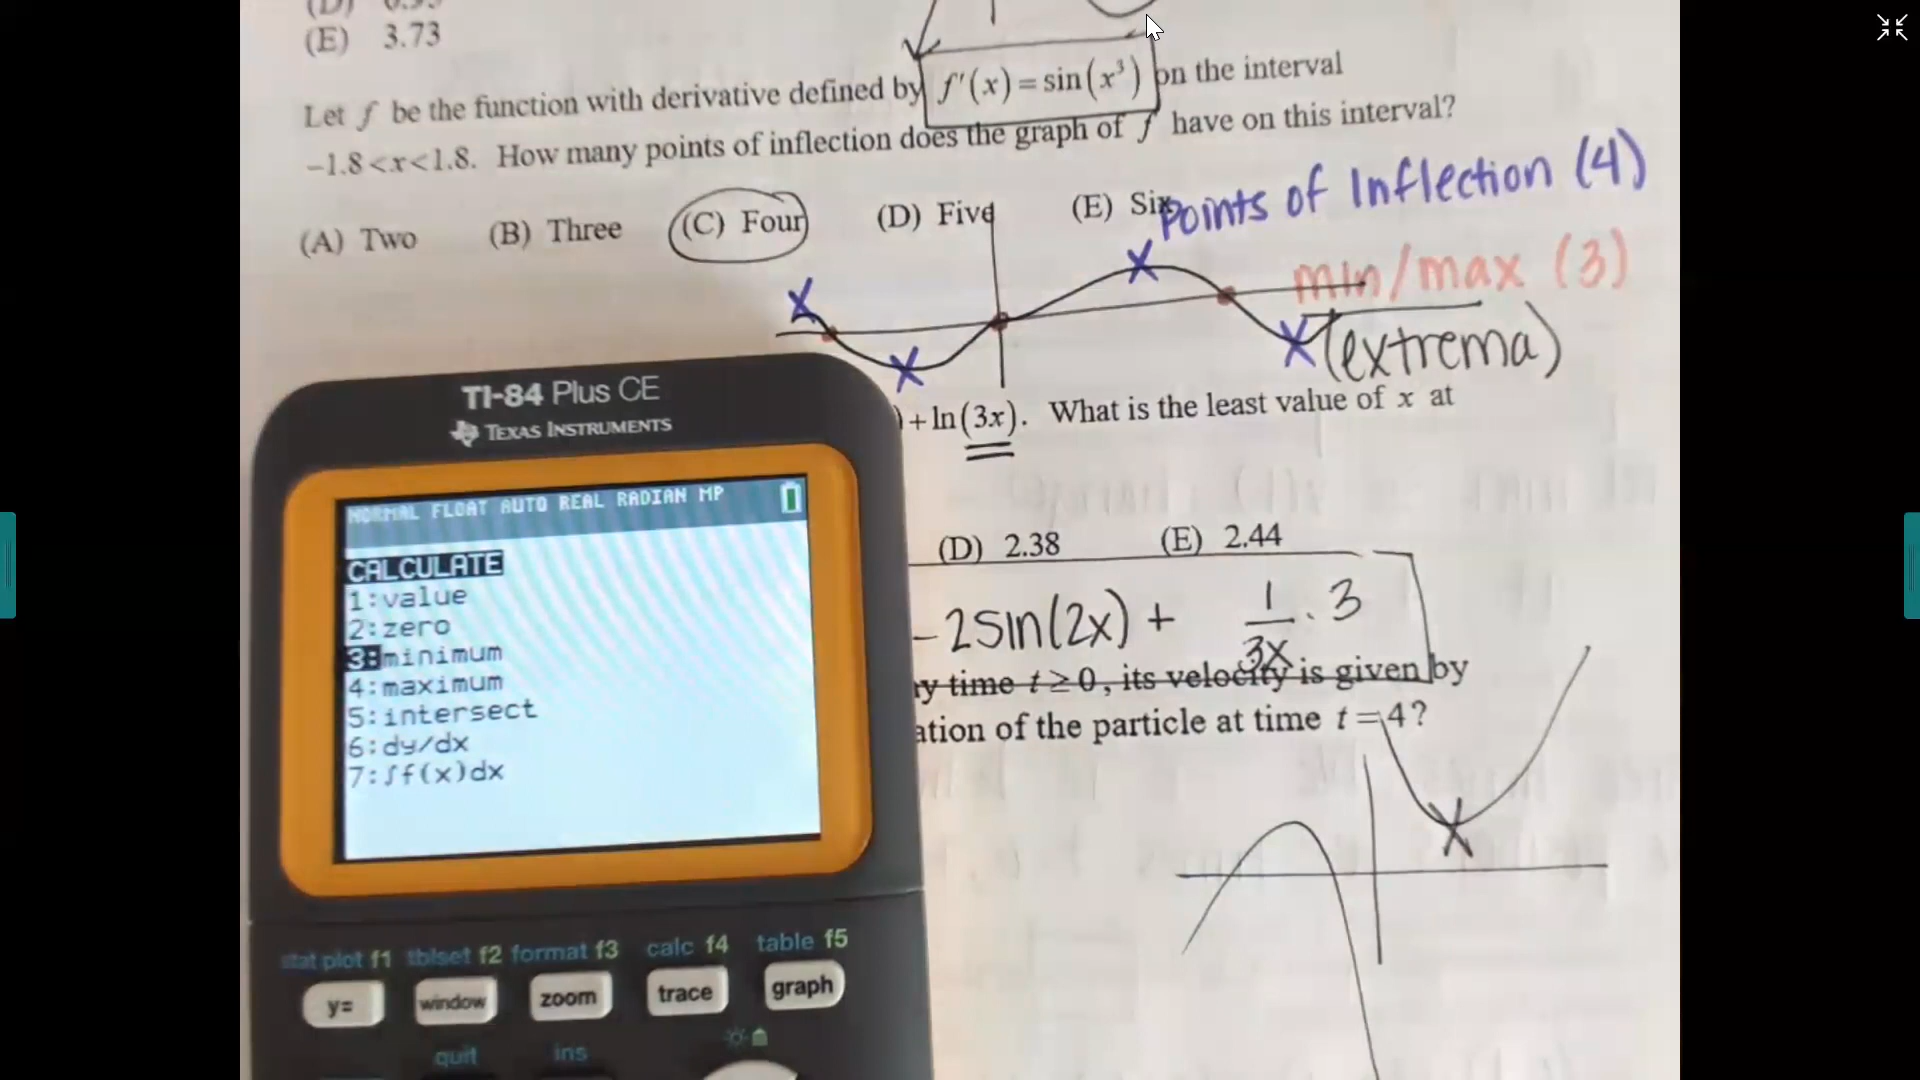 (E) 3.73
Let f be the function with derivative defined by f'(x) = sin(x³) on the interval
−1.8 < x < 1.8. How many points of inflection does the graph of f have on this interval?
(A) Two (B) Three (C) Four (D) Five (E) Six
Points of Inflection (4)
min/max (3)
(extrema)
+ ln(3x). What is the least value of x at
(D) 2.38 (E) 2.44
−2sin(2x) + 1/3x · 3
time t ≥ 0, its velocity is given by
ation of the particle at time t = 4?
TI-84 Plus CE
TEXAS INSTRUMENTS
NORMAL FLOAT AUTO REAL RADIAN MP
CALCULATE
1:value
2:zero
3:minimum
4:maximum
5:intersect
6:dy/dx
7:∫f(x)dx
stat plot f1 tblset f2 format f3 calc f4 table f5
y= window zoom trace graph
quit ins